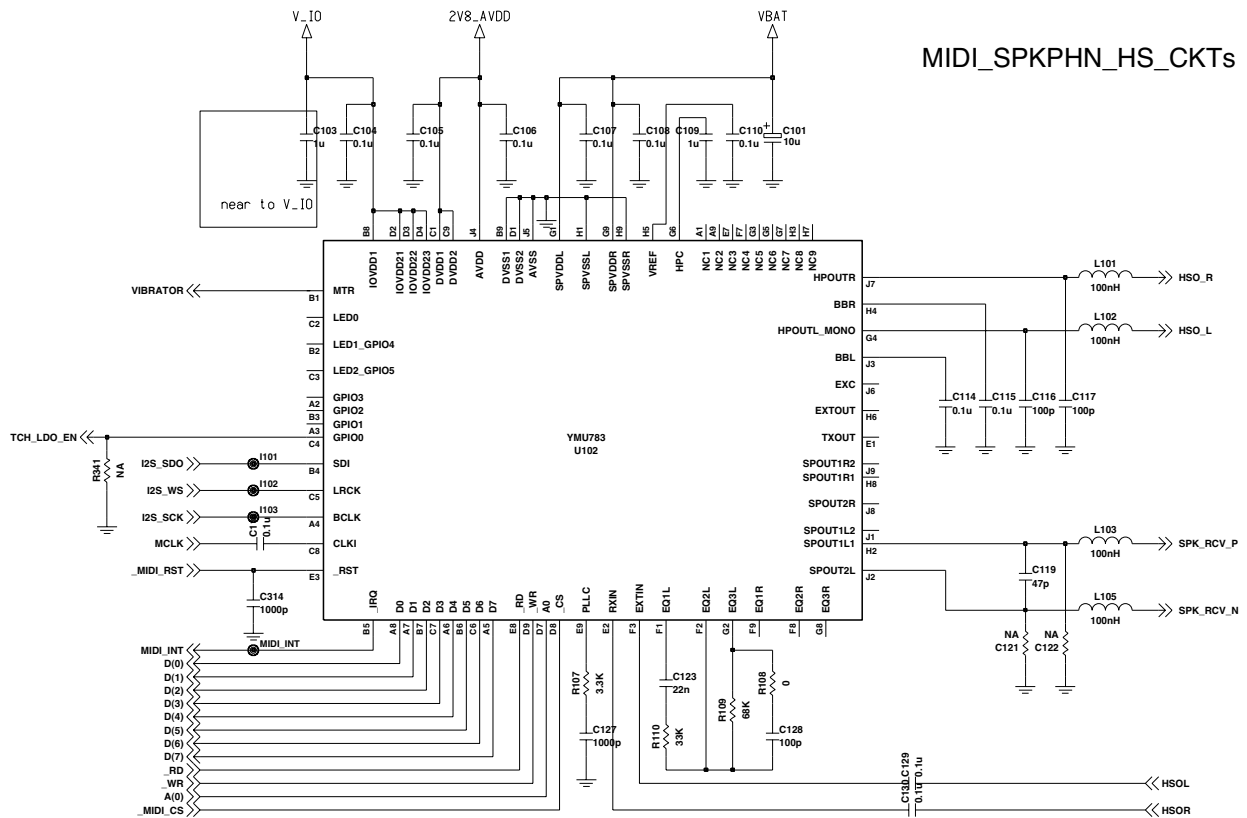 V_IO 2V8_AVDD VBAT
MIDI_SPKPHN_HS_CKTs
C103 1u
C104 0.1u
C105 0.1u
C106 0.1u
C107 0.1u
C108 0.1u
C109 1u
C110 0.1u
+ C101 10u
near to V_IO
B8 D2 D3 D4 C1 C9 J4 B9 D1 J5 G1 H1 G9 H9 H5 G6 A1 A9 E7 F7 G3 G5 G7 H3 H7
IOVDD1 IOVDD21 IOVDD22 IOVDD23 DVDD1 DVDD2 AVDD DVSS1 DVSS2 AVSS SPVDDL SPVSSL SPVDDR SPVSSR VREF HPC NC1 NC2 NC3 NC4 NC5 NC6 NC7 NC8 NC9
VIBRATOR B1 MTR
C2 LED0
B2 LED1_GPIO4
C3 LED2_GPIO5
A2 GPIO3
B3 GPIO2
A3 GPIO1
TCH_LDO_EN C4 GPIO0
R341 NA
I2S_SDO I101 B4 SDI
I2S_WS I102 C5 LRCK
I2S_SCK I103 A4 BCLK
MCLK C1 0.1u C8 CLKI
_MIDI_RST E3 _RST
C314 1000p
YMU783
U102
HPOUTR J7 L101 100nH HSO_R
BBR H4
HPOUTL_MONO G4 L102 100nH HSO_L
BBL J3
EXC J6
EXTOUT H6
TXOUT E1
SPOUT1R2 J9
SPOUT1R1 H8
SPOUT2R J8
SPOUT1L2 J1
SPOUT1L1 H2 L103 100nH SPK_RCV_P
SPOUT2L J2 L105 100nH SPK_RCV_N
C114 0.1u
C115 0.1u
C116 100p
C117 100p
C119 47p
NA C121
NA C122
_IRQ D0 D1 D2 D3 D4 D5 D6 D7 _RD _WR A0 _CS PLLC RXIN EXTIN EQ1L EQ2L EQ3L EQ1R EQ2R EQ3R
B5 A8 A7 B7 C7 A6 B6 C6 A5 E8 D9 D7 D8 E9 E2 F3 F1 F2 G2 F9 F8 G8
MIDI_INT MIDI_INT
D(0)
D(1)
D(2)
D(3)
D(4)
D(5)
D(6)
D(7)
_RD
_WR
A(0)
_MIDI_CS
R107 3.3K
C127 1000p
C123 22n
R110 33K
R109 68K
R108 0
C128 100p
C129 0.1u HSOL
C130 0.1u HSOR